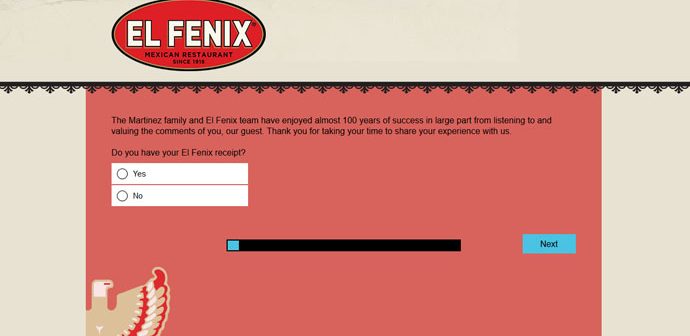 EL FENIX®
MEXICAN RESTAURANT
SINCE 1918
The Martinez family and El Fenix team have enjoyed almost 100 years of success in large part from listening to and
valuing the comments of you, our guest. Thank you for taking your time to share your experience with us.
Do you have your El Fenix receipt?
Yes
No
Next